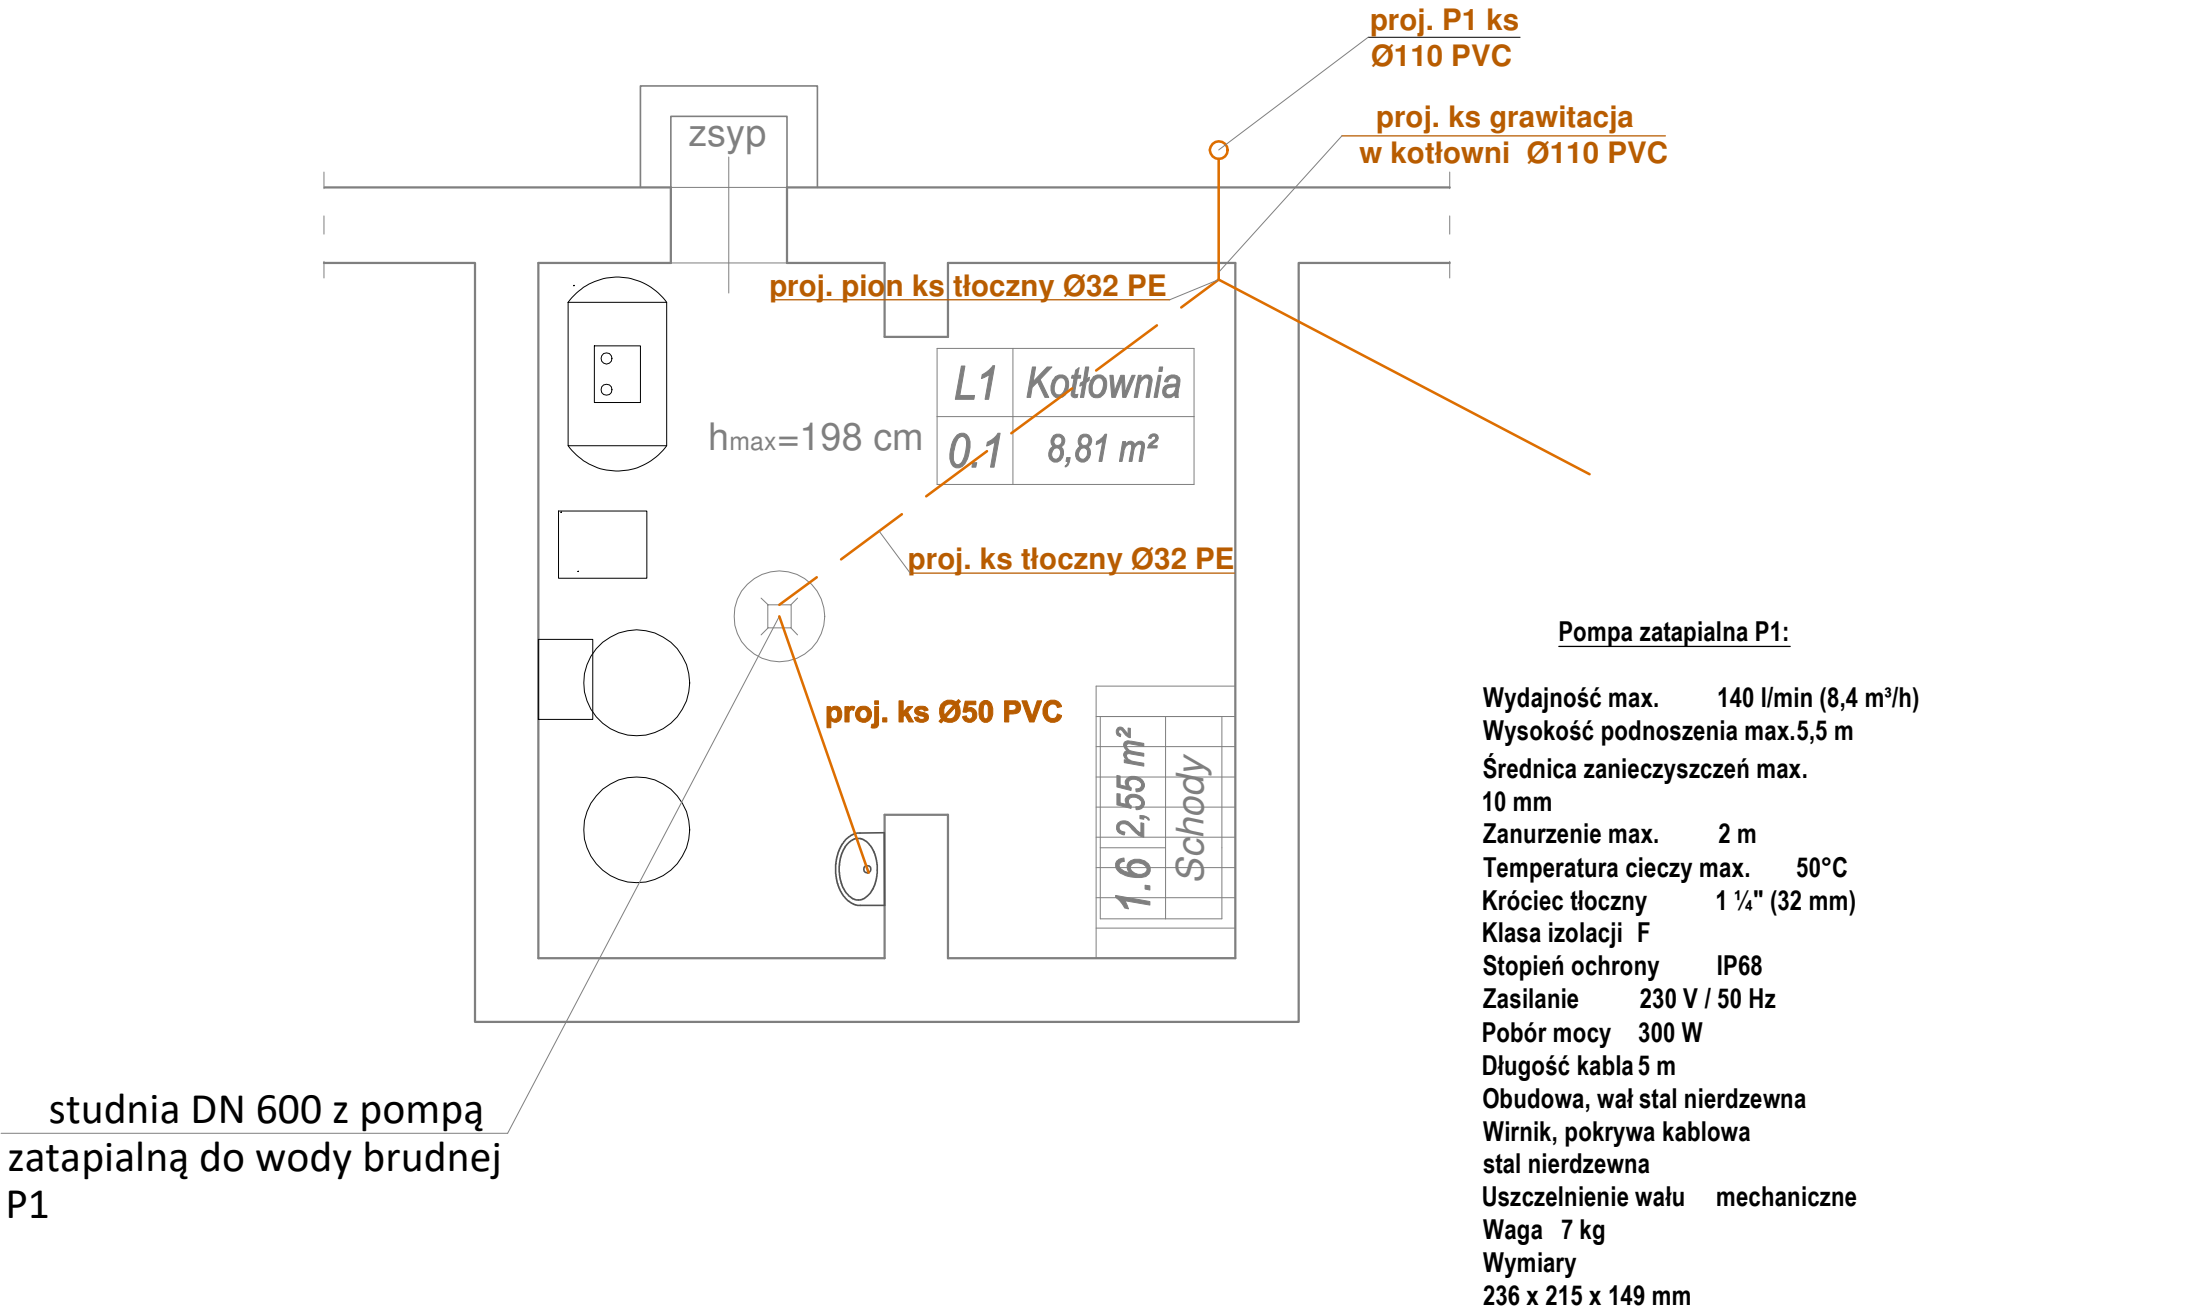 proj. P1 ks
Ø110 PVC
proj. ks grawitacja
w kotłowni Ø110 PVC
zsyp
proj. pion ks tłoczny Ø32 PE
L1 Kotłownia
0.1 8,81 m²
hmax=198 cm
proj. ks tłoczny Ø32 PE
proj. ks Ø50 PVC
1.6 2,55 m²
Schody
studnia DN 600 z pompą
zatapialną do wody brudnej
P1
Pompa zatapialna P1:
Wydajność max. 140 l/min (8,4 m³/h)
Wysokość podnoszenia max.5,5 m
Średnica zanieczyszczeń max.
10 mm
Zanurzenie max. 2 m
Temperatura cieczy max. 50°C
Króciec tłoczny 1 ¼" (32 mm)
Klasa izolacji F
Stopień ochrony IP68
Zasilanie 230 V / 50 Hz
Pobór mocy 300 W
Długość kabla 5 m
Obudowa, wał stal nierdzewna
Wirnik, pokrywa kablowa
stal nierdzewna
Uszczelnienie wału mechaniczne
Waga 7 kg
Wymiary
236 x 215 x 149 mm